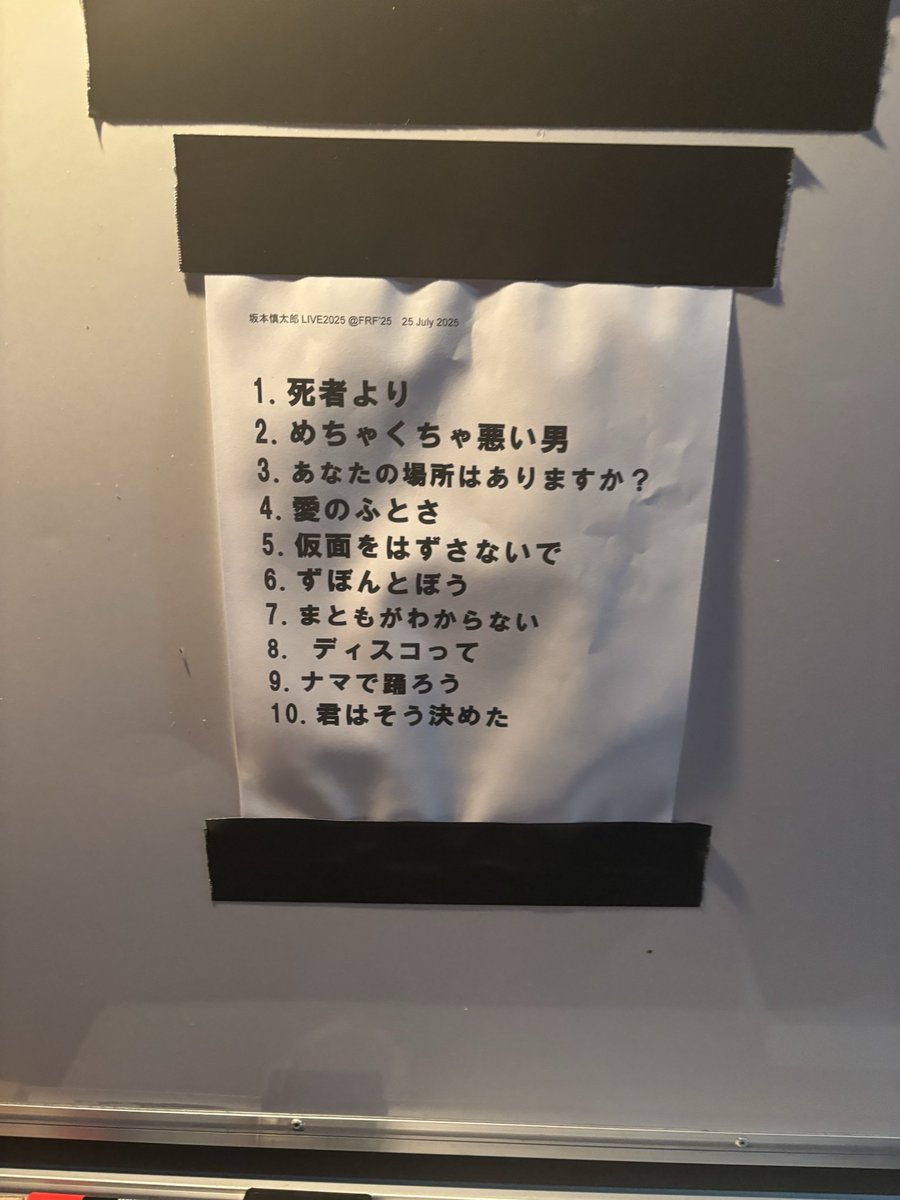 坂本慎太郎 LIVE2025 @FRF'25 25 July 2025
1. 死者より
2. めちゃくちゃ悪い男
3. あなたの場所はありますか？
4. 愛のふとさ
5. 仮面をはずさないで
6. ずぼんとぼう
7. まともがわからない
8. ディスコって
9. ナマで踊ろう
10. 君はそう決めた